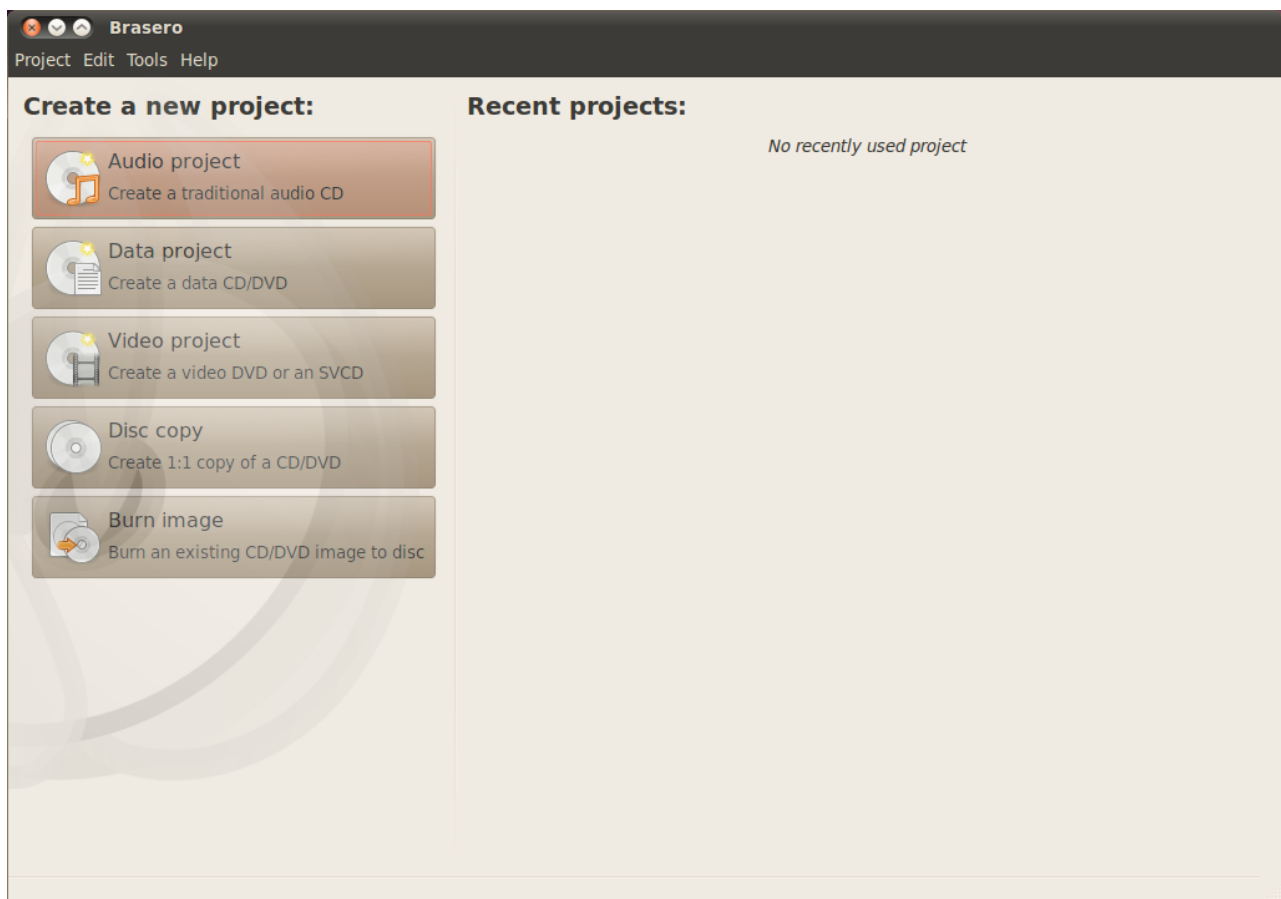 Brasero
Project Edit Tools Help
Create a new project:
Audio project
Create a traditional audio CD
Data project
Create a data CD/DVD
Video project
Create a video DVD or an SVCD
Disc copy
Create 1:1 copy of a CD/DVD
Burn image
Burn an existing CD/DVD image to disc
Recent projects:
No recently used project